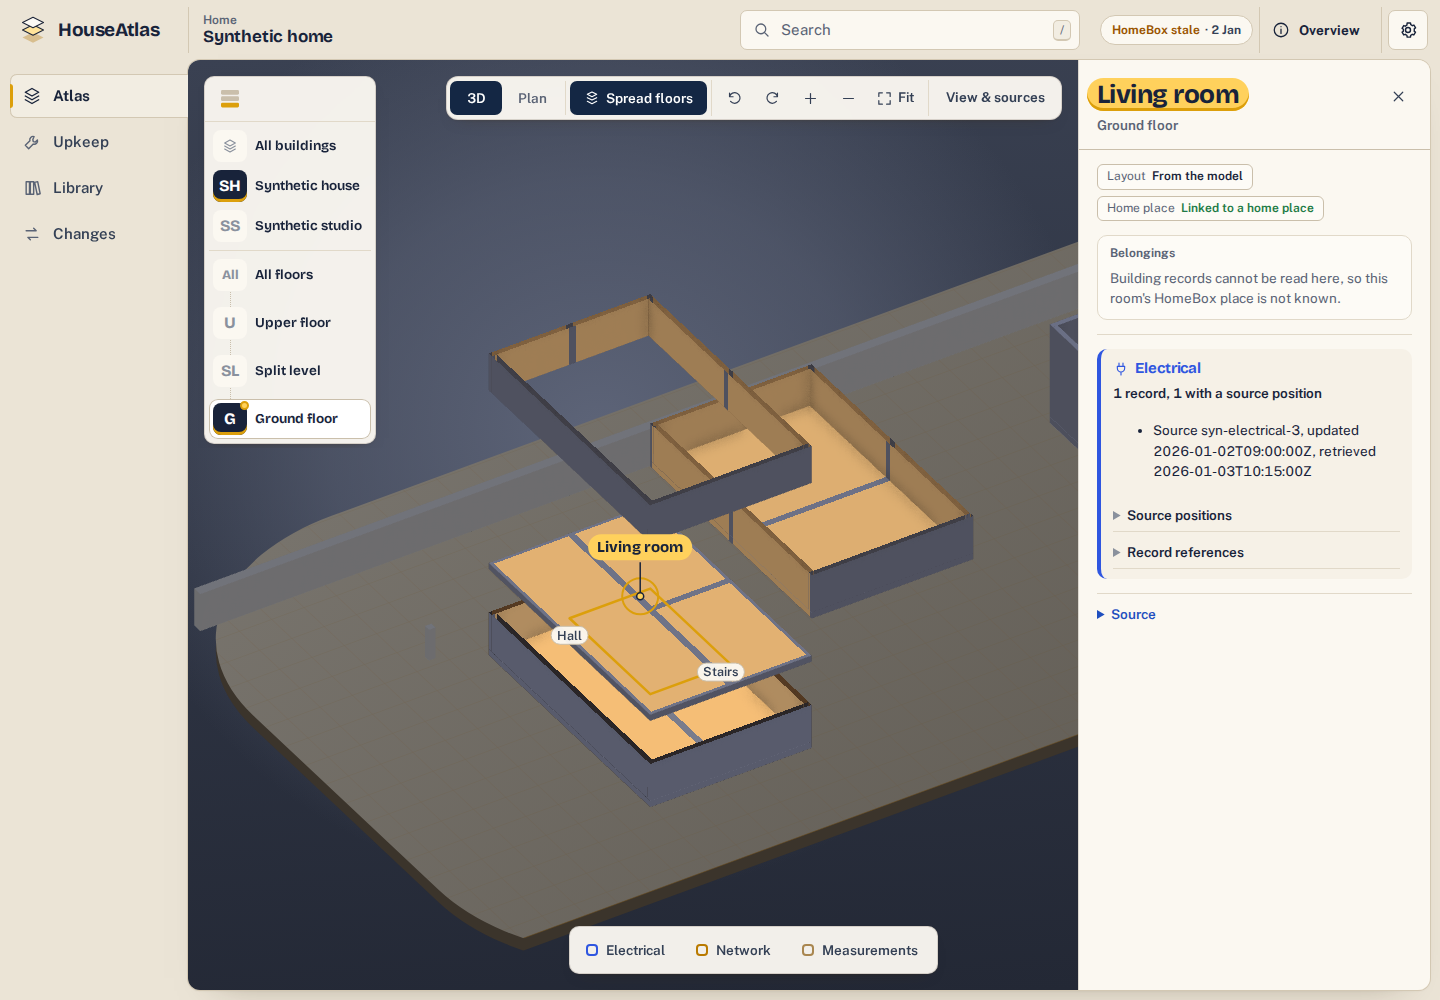 HouseAtlas
Home
Synthetic home
Search
/
HomeBox stale · 2 Jan
Overview
Atlas
Upkeep
Library
Changes
All buildings
SH Synthetic house
SS Synthetic studio
All All floors
U Upper floor
SL Split level
G Ground floor
3D
Plan
Spread floors
Fit
View & sources
Living room
Hall
Stairs
Electrical
Network
Measurements
Living room
Ground floor
Layout From the model
Home place Linked to a home place
Belongings
Building records cannot be read here, so this
room's HomeBox place is not known.
Electrical
1 record, 1 with a source position
Source syn-electrical-3, updated
2026-01-02T09:00:00Z, retrieved
2026-01-03T10:15:00Z
Source positions
Record references
Source